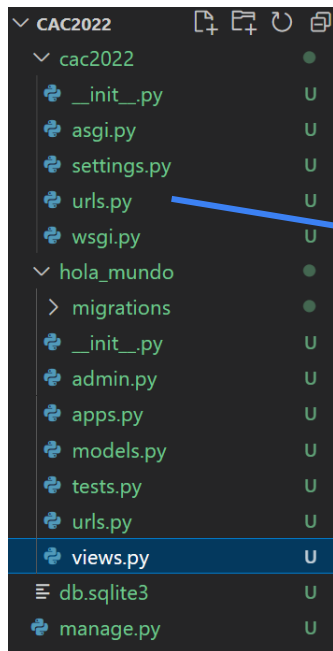 CAC2022
cac2022
__init__.py U
asgi.py U
settings.py U
urls.py U
wsgi.py U
hola_mundo
migrations
__init__.py U
admin.py U
apps.py U
models.py U
tests.py U
urls.py U
views.py U
db.sqlite3 U
manage.py U